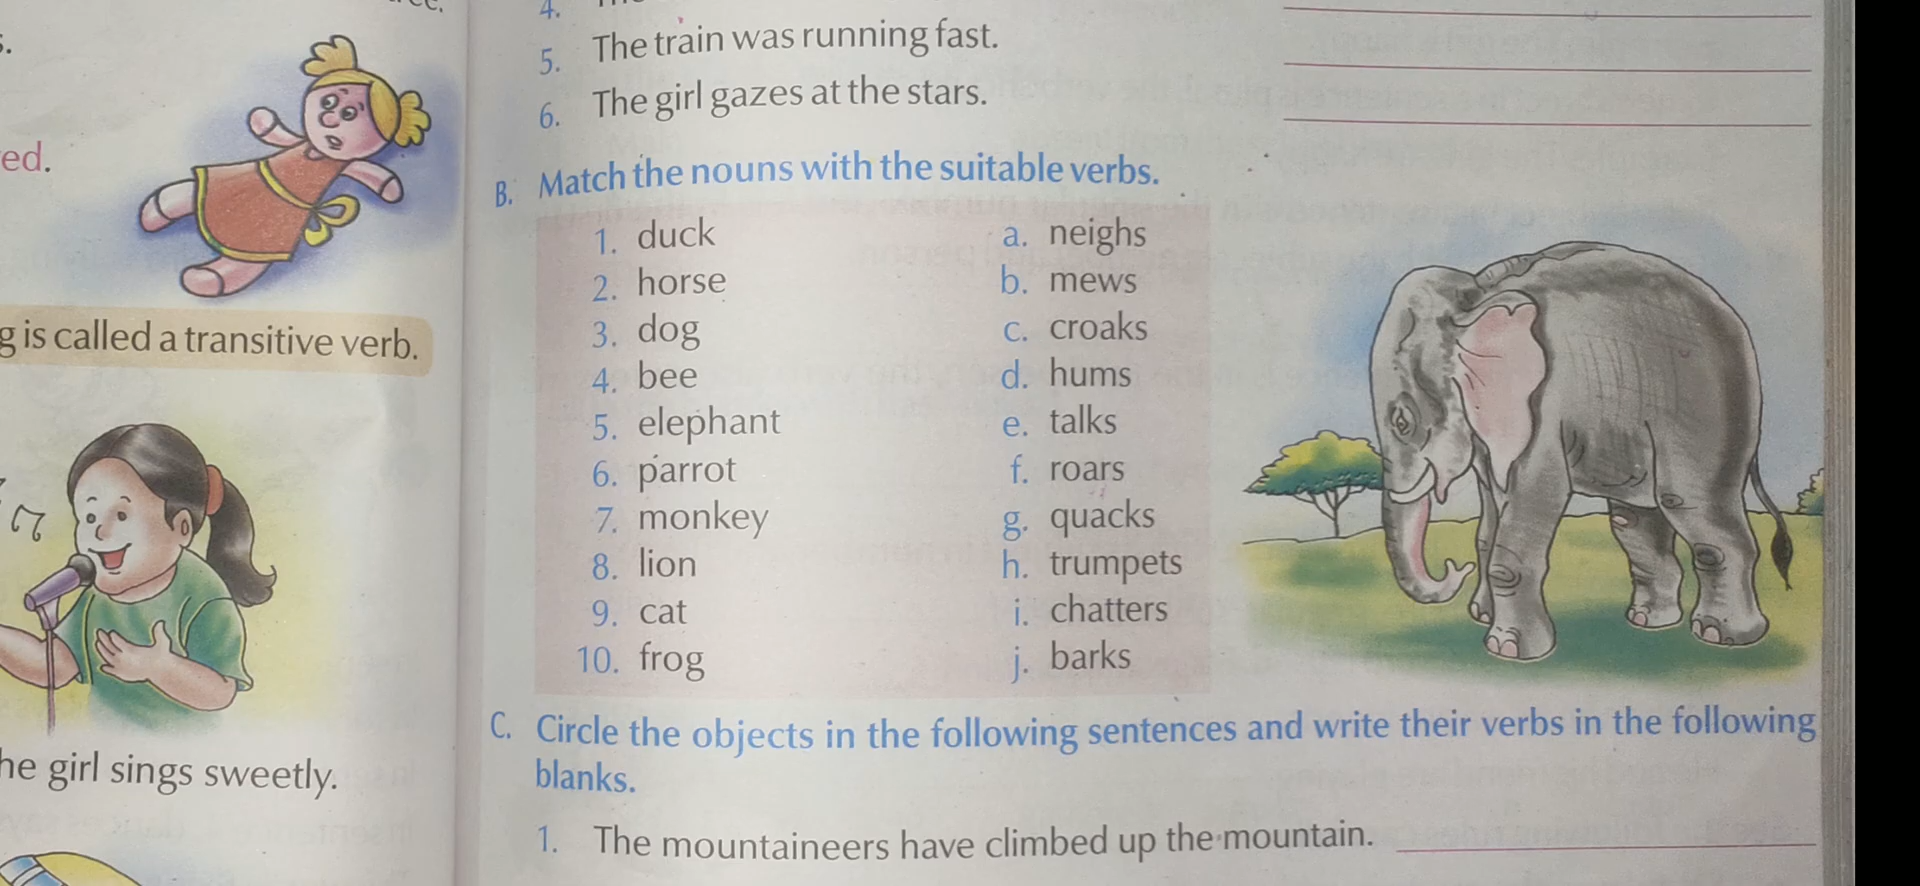 ed.
g is called a transitive verb.
he girl sings sweetly.
4.
5. The train was running fast.
6. The girl gazes at the stars.
B. Match the nouns with the suitable verbs.
1. duck a. neighs
2. horse b. mews
3. dog c. croaks
4. bee d. hums
5. elephant e. talks
6. parrot f. roars
7. monkey g. quacks
8. lion h. trumpets
9. cat i. chatters
10. frog j. barks
C. Circle the objects in the following sentences and write their verbs in the following
blanks.
1. The mountaineers have climbed up the mountain.